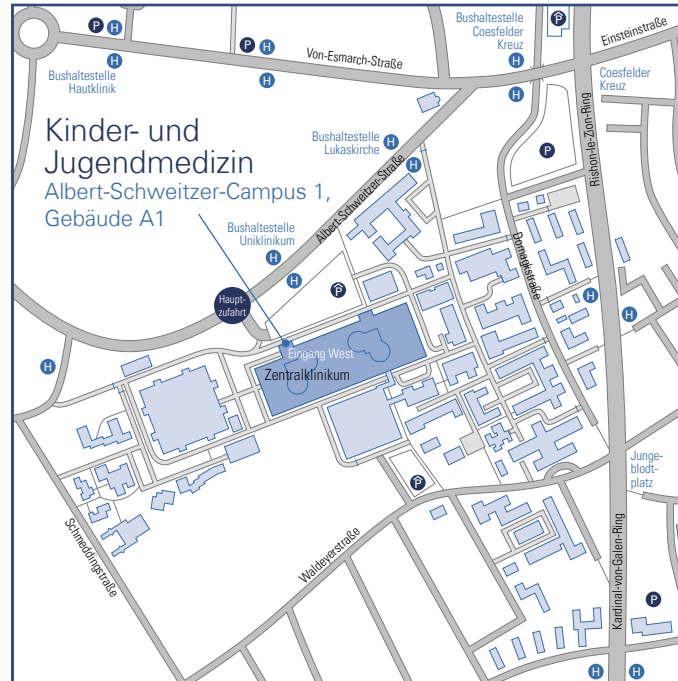 P
H
H
Bushaltestelle
Hautklinik
P
H
H
Von-Esmarch-Straße
Bushaltestelle
Coesfelder
Kreuz
H
H
P
Einsteinstraße
Coesfelder
Kreuz
H
Rishon-le-Zion-Ring
P
Kinder- und
Jugendmedizin
Albert-Schweitzer-Campus 1,
Gebäude A1
Bushaltestelle
Lukaskirche
H
H
Albert-Schweitzer-Straße
Bushaltestelle
Uniklinikum
H
H
Domagkstraße
P
Haupt-
zufahrt
H
H
H
Eingang West
Zentralklinikum
P
Junge-
blodt-
platz
Schmeddingstraße
Waldeyerstraße
Kardinal-von-Galen-Ring
P
H
H